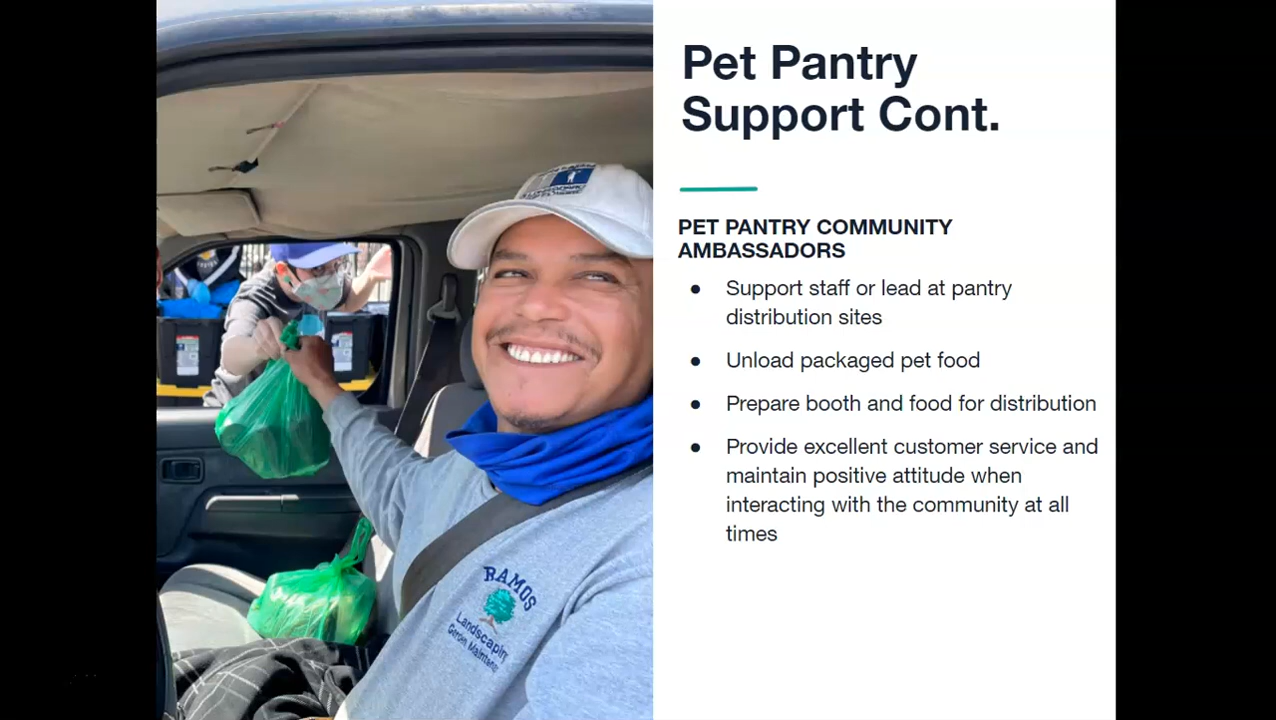 Pet Pantry
Support Cont.
PET PANTRY COMMUNITY
AMBASSADORS
● Support staff or lead at pantry
distribution sites
● Unload packaged pet food
● Prepare booth and food for distribution
● Provide excellent customer service and
maintain positive attitude when
interacting with the community at all
times
RAMOS
Landscaping
Garden